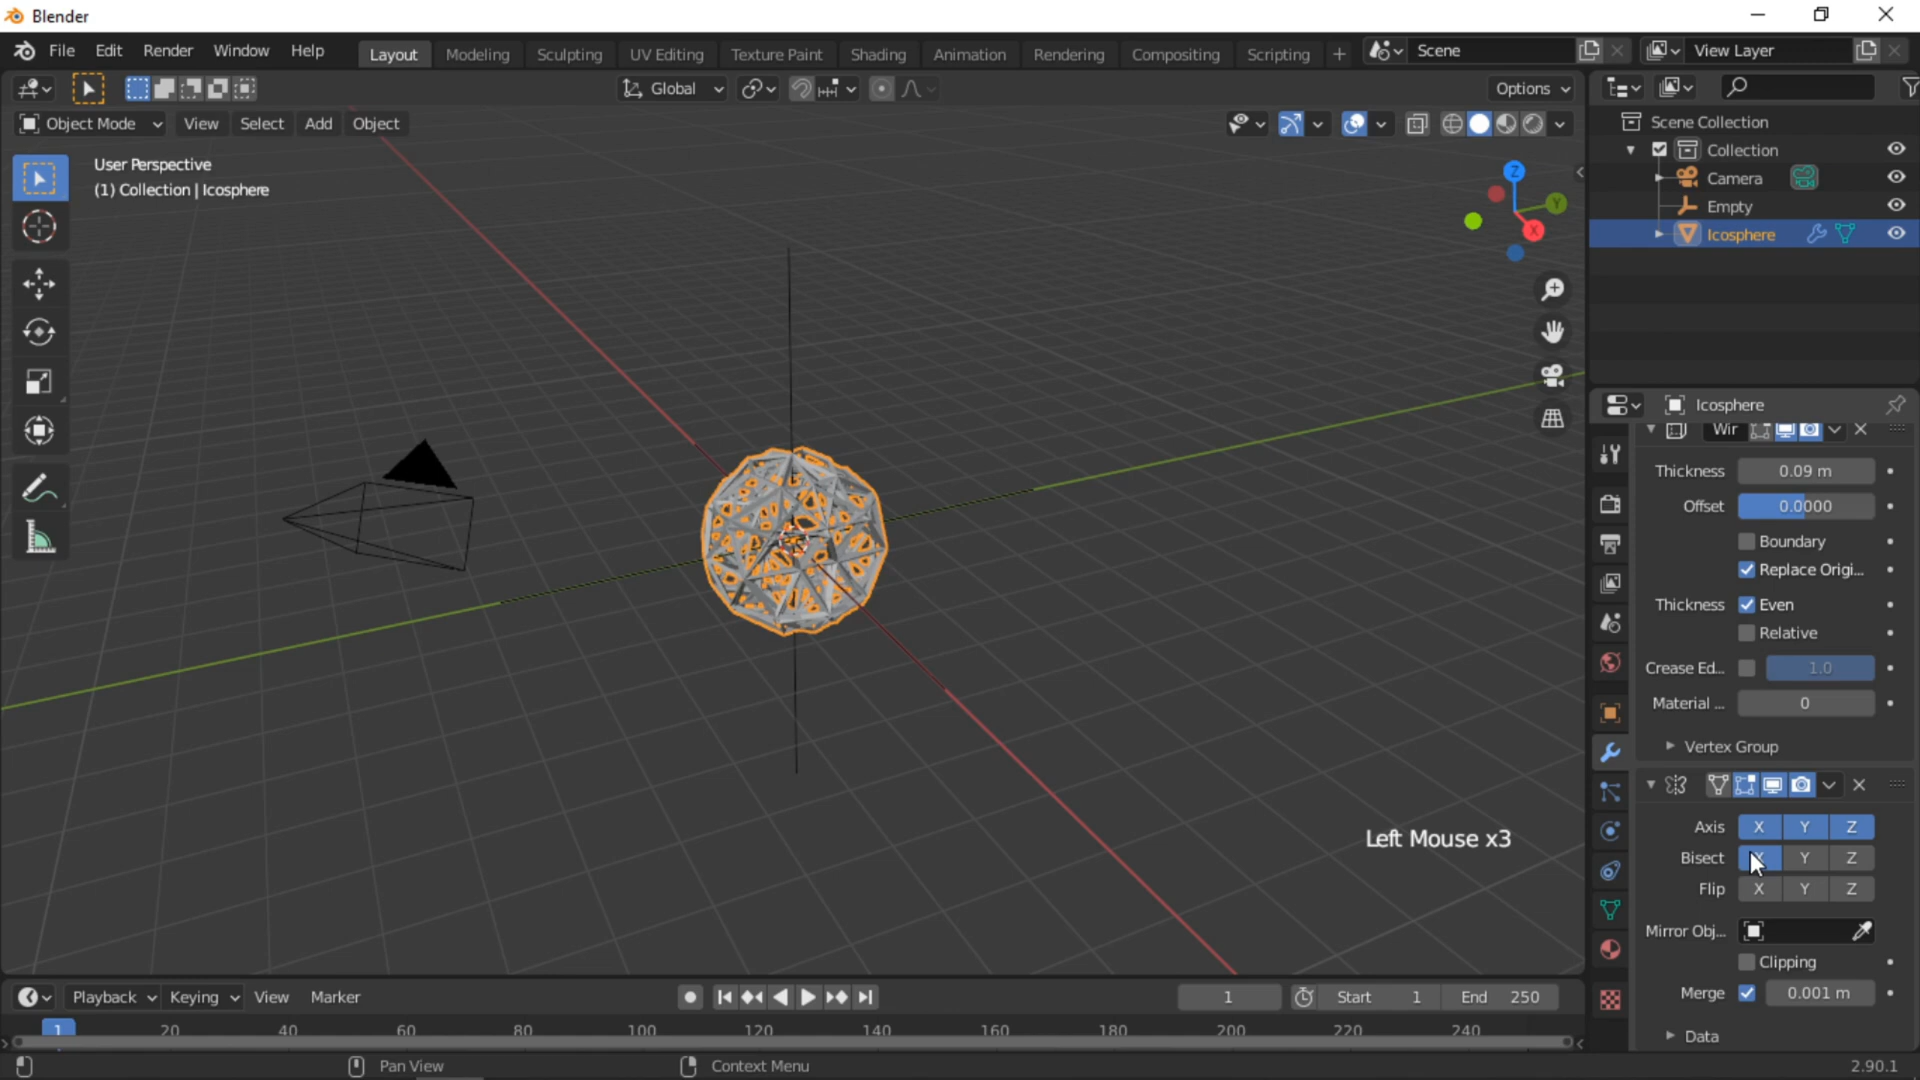 Blender
File Edit Render Window Help Layout Modeling Sculpting UV Editing Texture Paint Shading Animation Rendering Compositing Scripting + Scene View Layer
Global Options
Object Mode View Select Add Object
User Perspective
(1) Collection | Icosphere
Z
Y
X
Scene Collection
Collection
Camera
Empty
Icosphere
Icosphere
Wir
Thickness 0.09 m
Offset 0.0000
Boundary
Replace Origi...
Thickness Even
Relative
Crease Ed... 1.0
Material ... 0
Vertex Group
Axis X Y Z
Bisect Y Z
Flip X Y Z
Mirror Obj...
Clipping
Merge 0.001 m
Data
Left Mouse x3
Playback Keying View Marker 1 Start 1 End 250
1 20 40 60 80 100 120 140 160 180 200 220 240
Pan View Context Menu 2.90.1